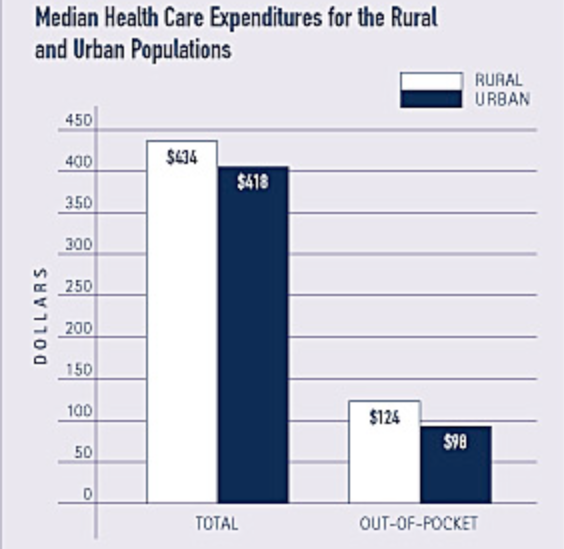 Median Health Care Expenditures for the Rural
and Urban Populations
RURAL
URBAN
450
400
350
300
250
200
150
100
50
0
DOLLARS
$434
$418
$124
$98
TOTAL
OUT-OF-POCKET